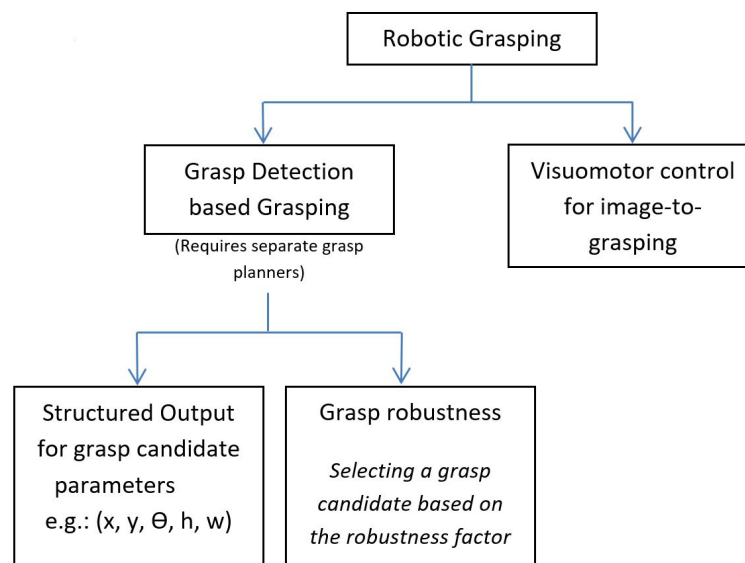 Robotic Grasping
Grasp Detection
based Grasping
(Requires separate grasp
planners)
Visuomotor control
for image-to-
grasping
Structured Output
for grasp candidate
parameters
e.g.: (x, y, Ө, h, w)
Grasp robustness
Selecting a grasp
candidate based on
the robustness factor